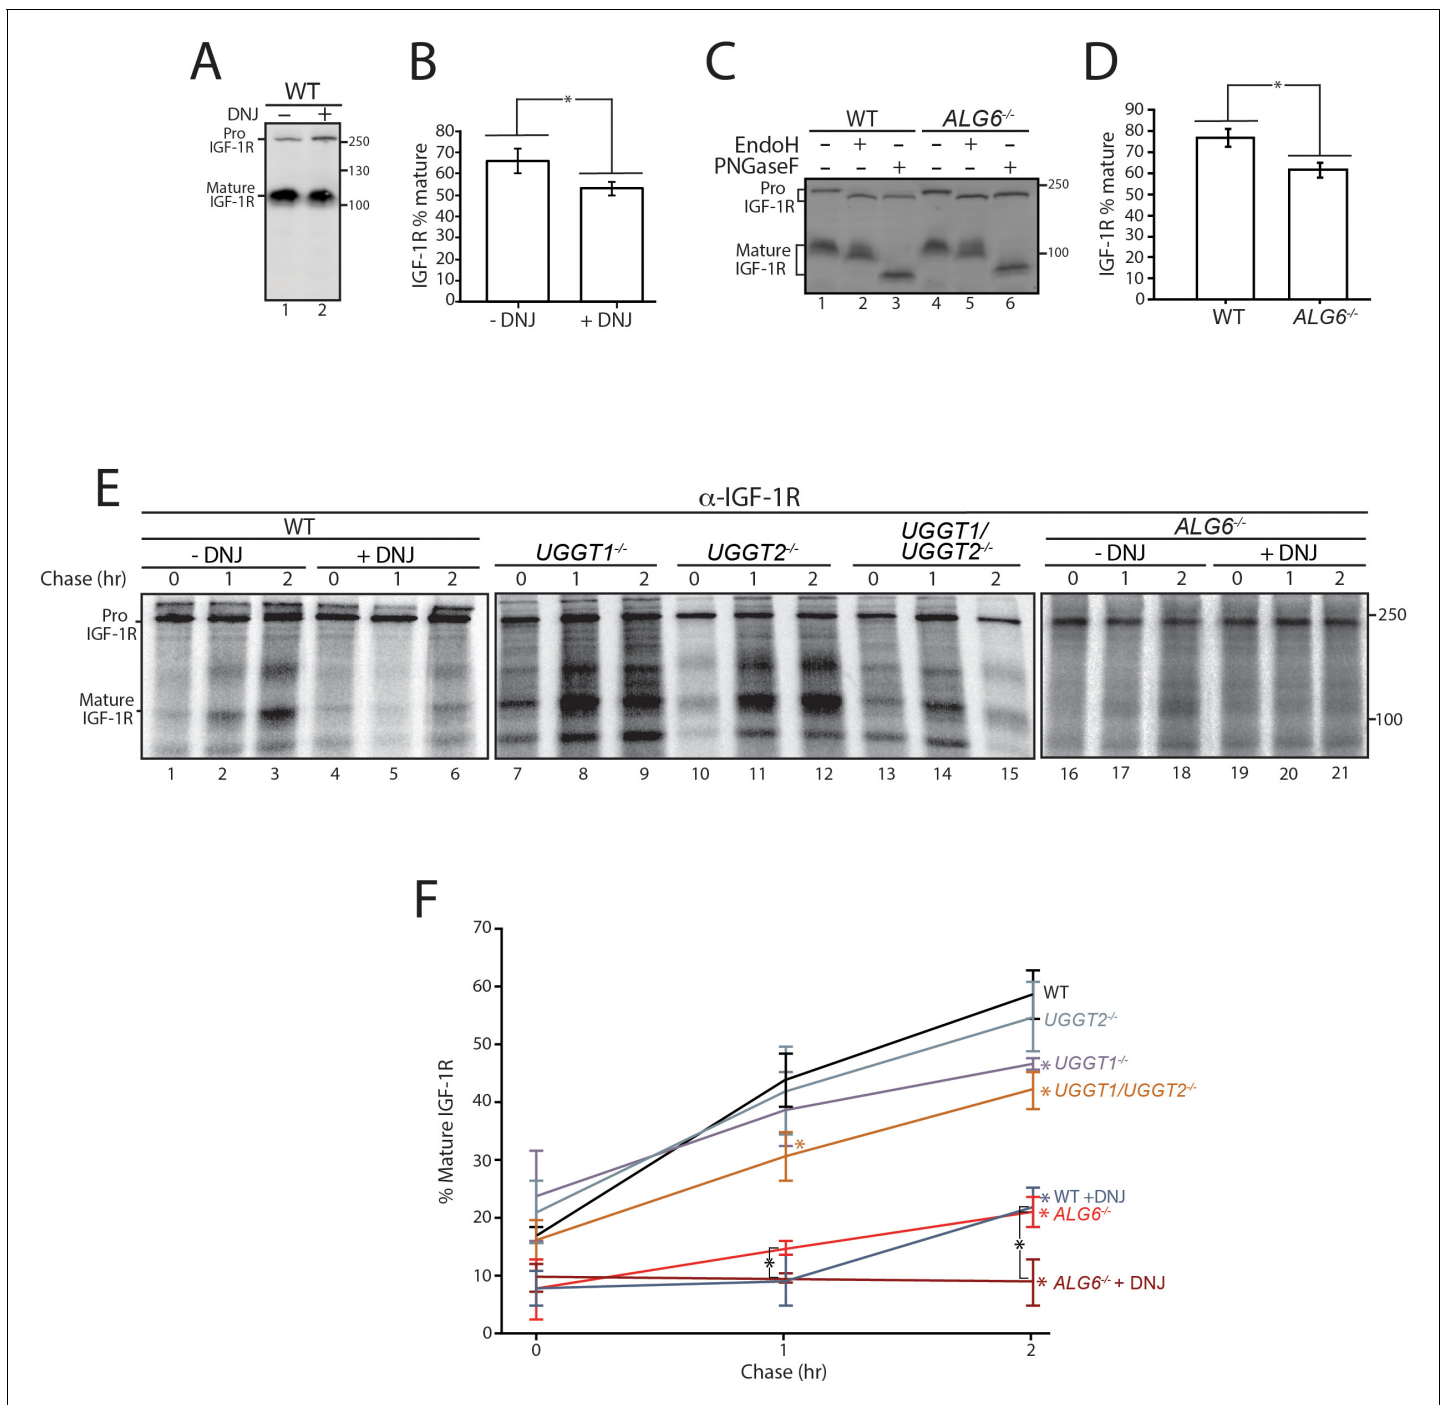 A
WT
DNJ – +
Pro
IGF-1R
Mature
IGF-1R
250
130
100
1 2
B
*
IGF-1R % mature
80
70
60
50
40
30
20
10
0
- DNJ + DNJ
C
WT ALG6-/-
EndoH – + – – + –
PNGaseF – – + – – +
Pro
IGF-1R
Mature
IGF-1R
250
100
1 2 3 4 5 6
D
*
IGF-1R % mature
90
80
70
60
50
40
30
20
10
0
WT ALG6-/-
E
α-IGF-1R
WT UGGT1-/- UGGT2-/- UGGT1/
UGGT2-/- ALG6-/-
- DNJ + DNJ - DNJ + DNJ
Chase (hr) 0 1 2 0 1 2 0 1 2 0 1 2 0 1 2 0 1 2 0 1 2
Pro
IGF-1R
Mature
IGF-1R
250
100
1 2 3 4 5 6 7 8 9 10 11 12 13 14 15 16 17 18 19 20 21
F
% Mature IGF-1R
70
60
50
40
30
20
10
0
WT
UGGT2-/-
* UGGT1-/-
* UGGT1/UGGT2-/-
*
* WT +DNJ
* ALG6-/-
*
*
* ALG6-/- + DNJ
0 1 2
Chase (hr)